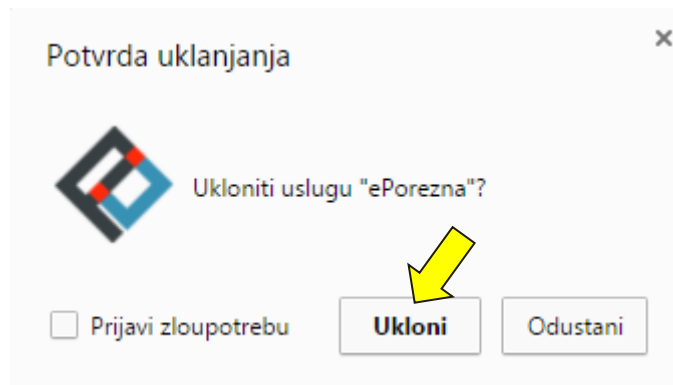 Potvrda uklanjanja
Ukloniti uslugu "ePorezna"?
Prijavi zloupotrebu
Ukloni
Odustani